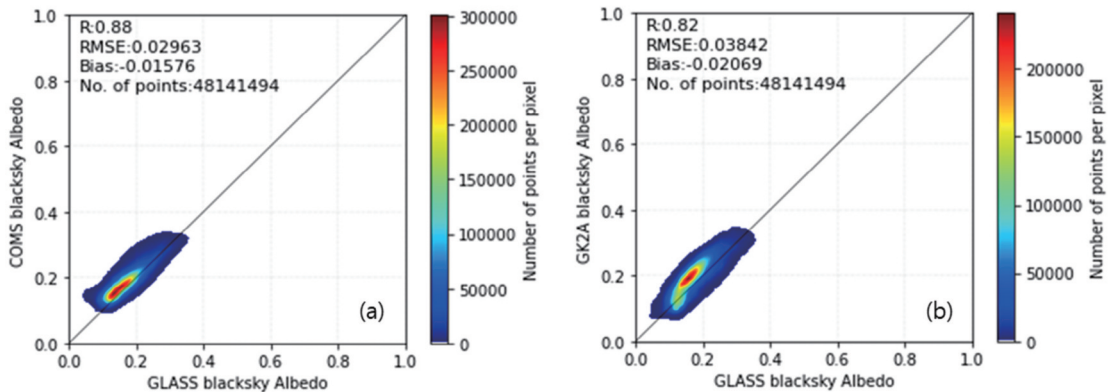 R:0.88
RMSE:0.02963
Bias:-0.01576
No. of points:48141494
1.0
0.8
0.6
0.4
0.2
0.0
COMS blacksky Albedo
0.0 0.2 0.4 0.6 0.8 1.0
GLASS blacksky Albedo
(a)
300000
250000
200000
150000
100000
50000
0
Number of points per pixel
R:0.82
RMSE:0.03842
Bias:-0.02069
No. of points:48141494
1.0
0.8
0.6
0.4
0.2
0.0
GK2A blacksky Albedo
0.0 0.2 0.4 0.6 0.8 1.0
GLASS blacksky Albedo
(b)
200000
150000
100000
50000
0
Number of points per pixel